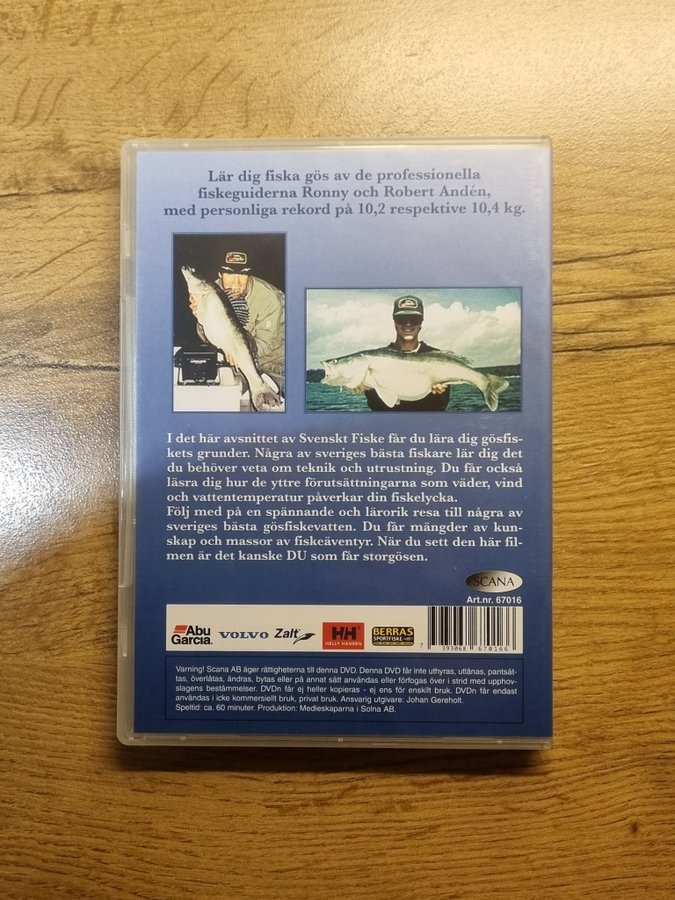 Lär dig fiska gös av de professionella
fiskeguiderna Ronny och Robert Andén,
med personliga rekord på 10,2 respektive 10,4 kg.
I det här avsnittet av Svenskt Fiske får du lära dig gösfis-
kets grunder. Några av sveriges bästa fiskare lär dig det
du behöver veta om teknik och utrustning. Du får också
läsra dig hur de yttre förutsättningarna som väder, vind
och vattentemperatur påverkar din fiskelycka.
Följ med på en spännande och lärorik resa till några av
sveriges bästa gösfiskevatten. Du får mängder av kun-
skap och massor av fiskeäventyr. När du sett den här fil-
men är det kanske DU som får storgösen.
SCANA
Art.nr. 67016
Abu
Garcia.
VOLVO
Zalt
HH
HELLY HANSEN
BERRAS
SPORTFISKE
7 393068 670166
Varning! Scana AB äger rättigheterna till denna DVD. Denna DVD får inte uthyras, utlånas, pantsät-
tas, överlåtas, ändras, bytas eller på annat sätt användas eller förfogas över i strid med upphov-
slagens bestämmelser. DVDn får ej heller kopieras - ej ens för enskilt bruk. DVDn får endast
användas i icke kommersiellt bruk, privat bruk. Ansvarig utgivare: Johan Gereholt.
Speltid: ca. 60 minuter. Produktion: Medieskaparna i Solna AB.